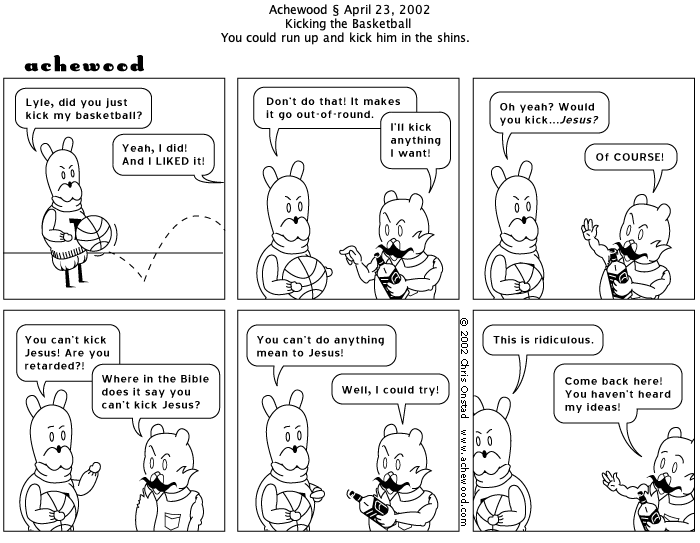 Achewood § April 23, 2002
Kicking the Basketball
You could run up and kick him in the shins.
achewood
Lyle, did you just
kick my basketball?
Yeah, I did!
And I LIKED it!
Don't do that! It makes
it go out-of-round.
I'll kick
anything
I want!
Oh yeah? Would
you kick...Jesus?
Of COURSE!
You can't kick
Jesus! Are you
retarded?!
Where in the Bible
does it say you
can't kick Jesus?
You can't do anything
mean to Jesus!
Well, I could try!
© 2002 Chris Onstad www.achewood.com
This is ridiculous.
Come back here!
You haven't heard
my ideas!